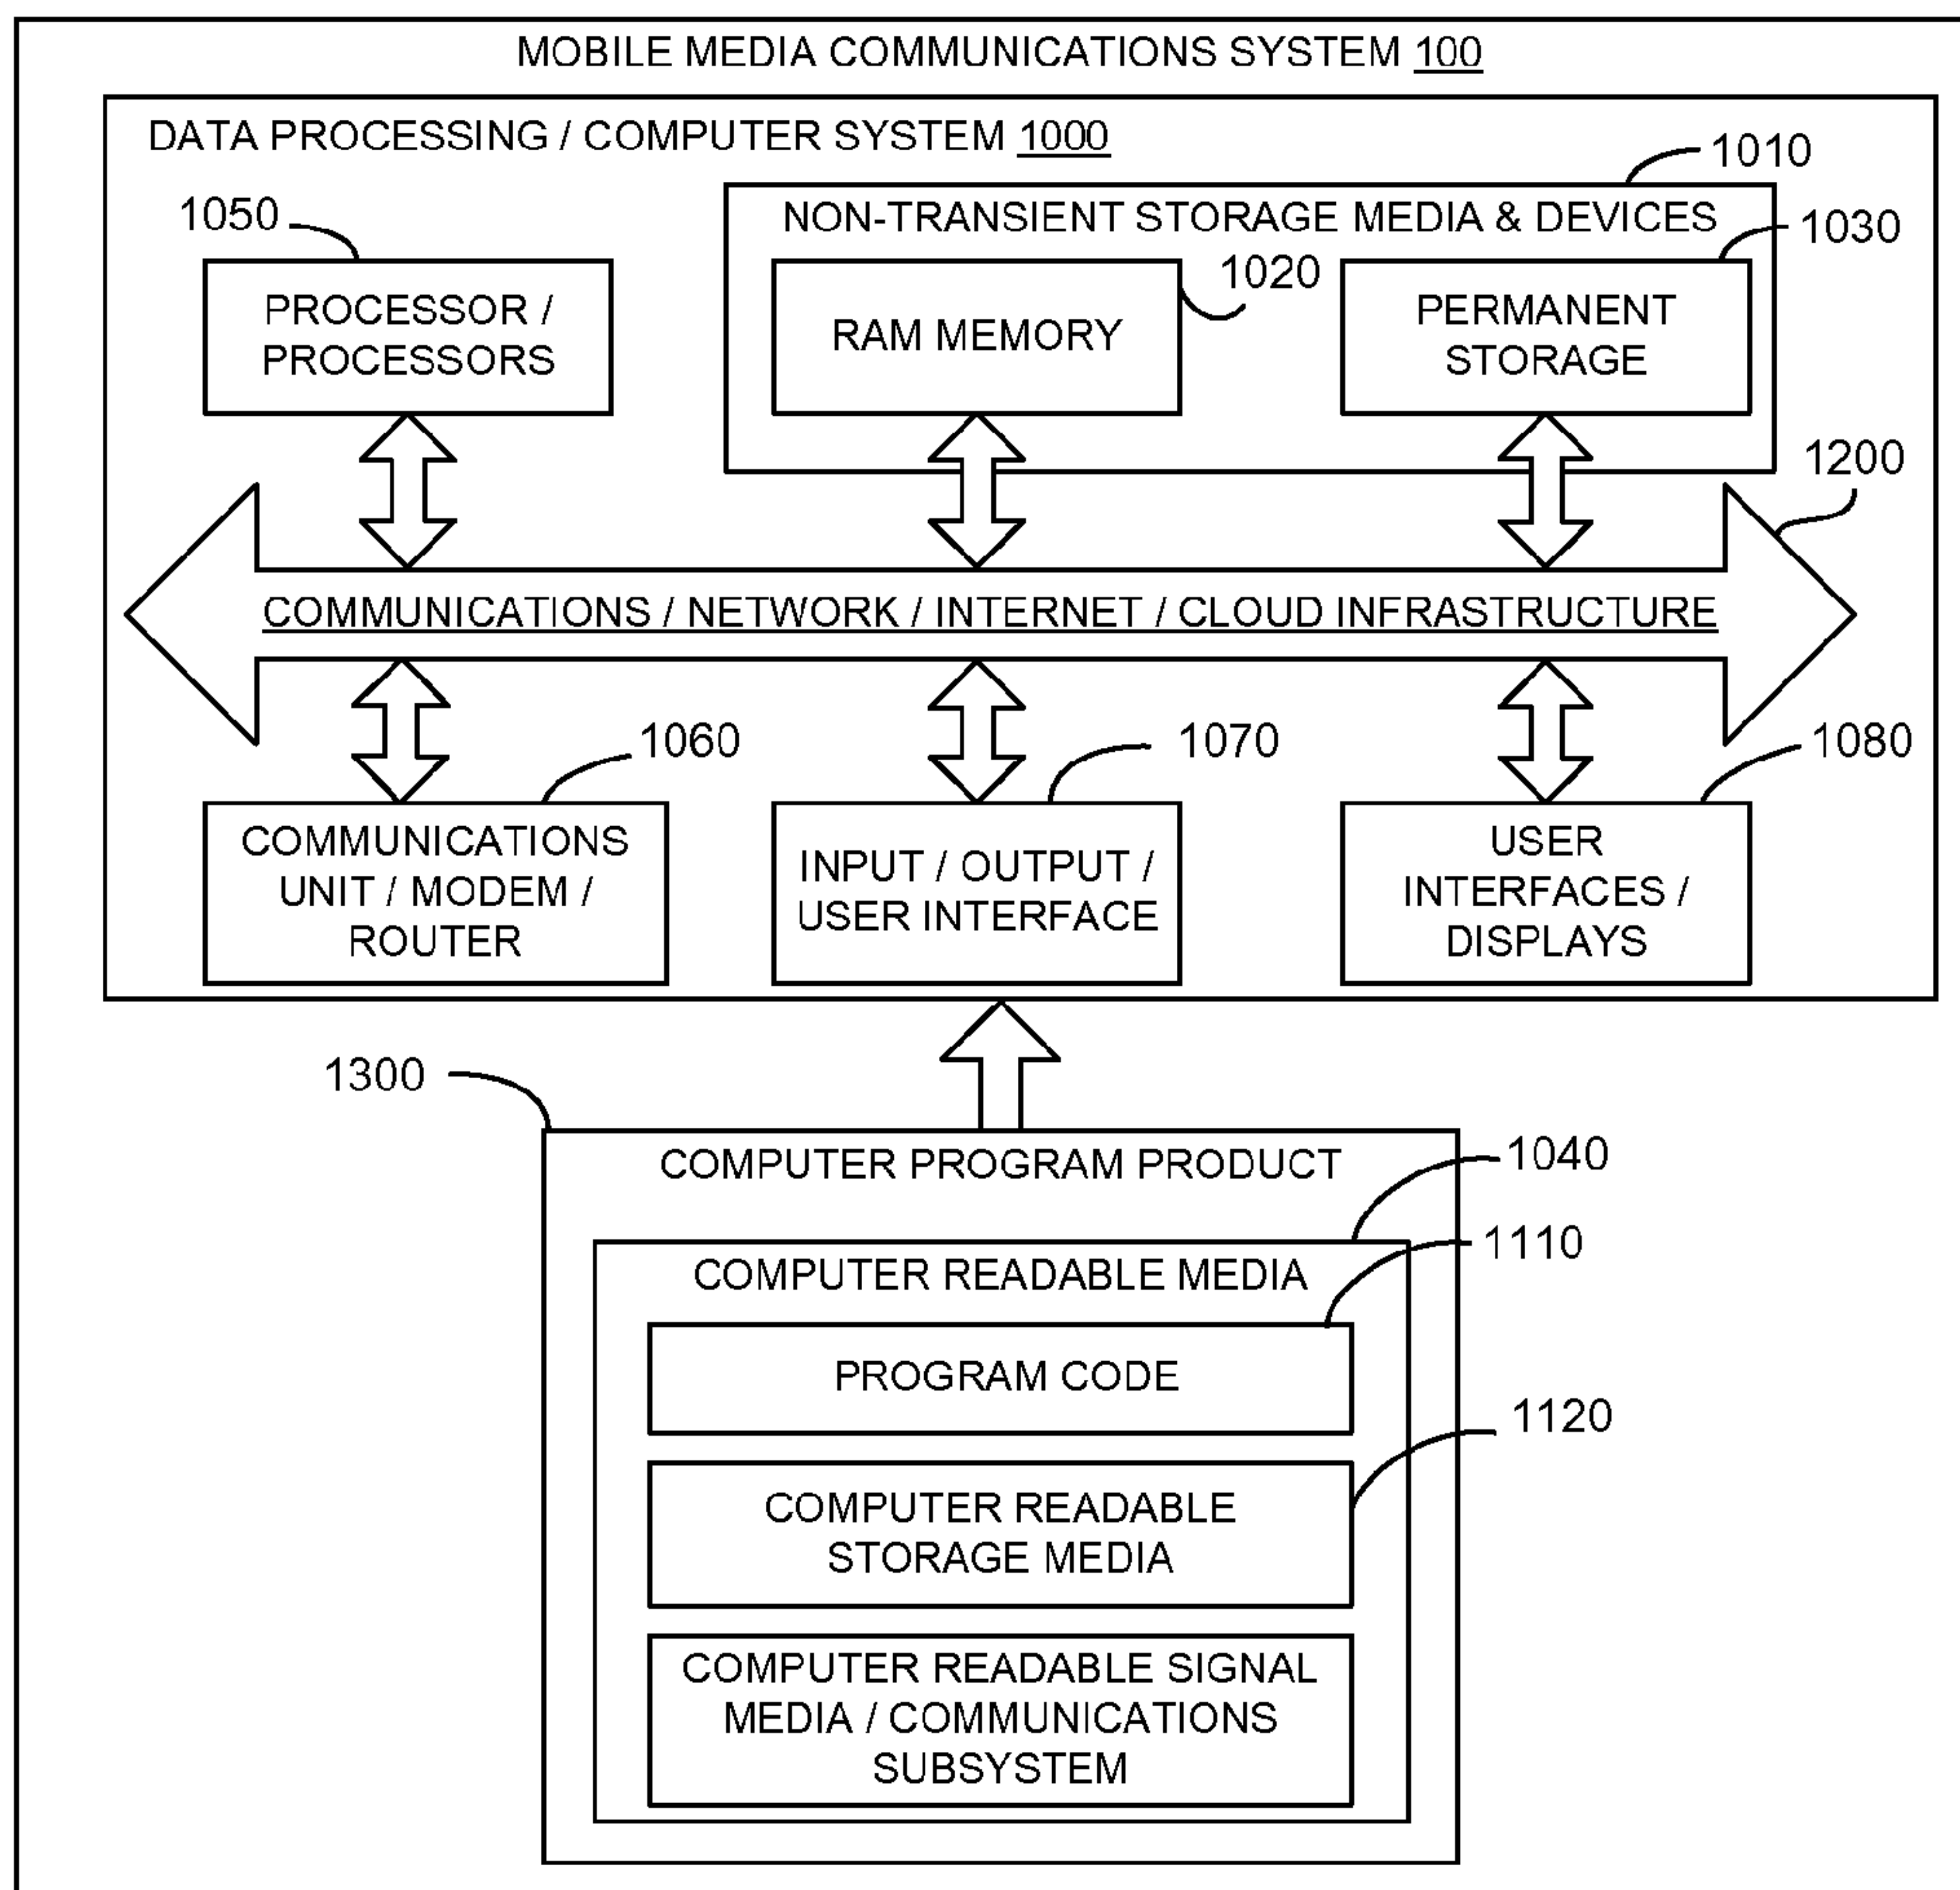 MOBILE MEDIA COMMUNICATIONS SYSTEM 100
DATA PROCESSING / COMPUTER SYSTEM 1000
1010
1050
NON-TRANSIENT STORAGE MEDIA & DEVICES
1030
1020
PROCESSOR /
PROCESSORS
RAM MEMORY
PERMANENT
STORAGE
1200
COMMUNICATIONS / NETWORK / INTERNET / CLOUD INFRASTRUCTURE
1060
1070
1080
COMMUNICATIONS
UNIT / MODEM /
ROUTER
INPUT / OUTPUT /
USER INTERFACE
USER
INTERFACES /
DISPLAYS
1300
COMPUTER PROGRAM PRODUCT
1040
1110
COMPUTER READABLE MEDIA
PROGRAM CODE
1120
COMPUTER READABLE
STORAGE MEDIA
COMPUTER READABLE SIGNAL
MEDIA / COMMUNICATIONS
SUBSYSTEM